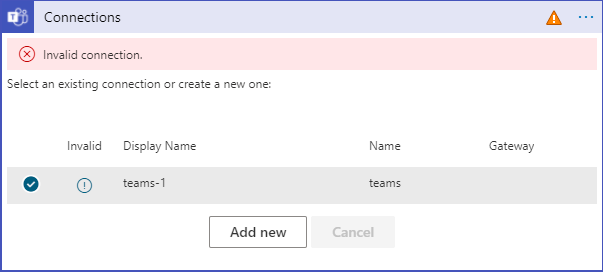 Connections
Invalid connection.
Select an existing connection or create a new one:
Invalid Display Name Name Gateway
teams-1 teams
Add new Cancel